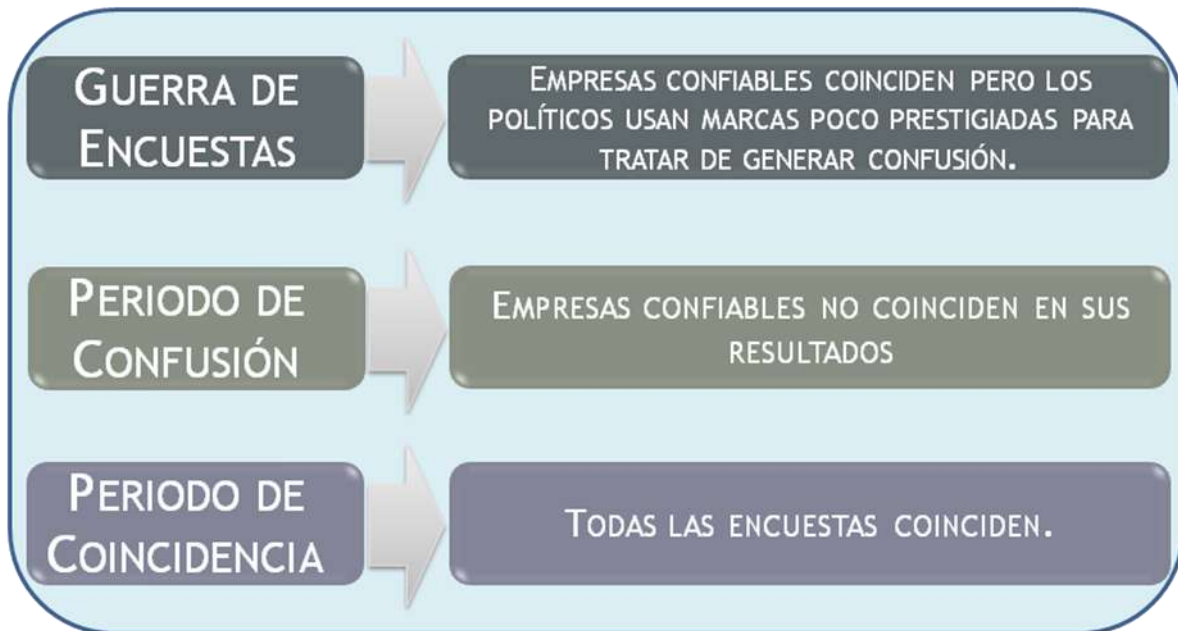 GUERRA DE
ENCUESTAS
EMPRESAS CONFIABLES COINCIDEN PERO LOS
POLÍTICOS USAN MARCAS POCO PRESTIGIADAS PARA
TRATAR DE GENERAR CONFUSIÓN.
PERIODO DE
CONFUSIÓN
EMPRESAS CONFIABLES NO COINCIDEN EN SUS
RESULTADOS
PERIODO DE
COINCIDENCIA
TODAS LAS ENCUESTAS COINCIDEN.